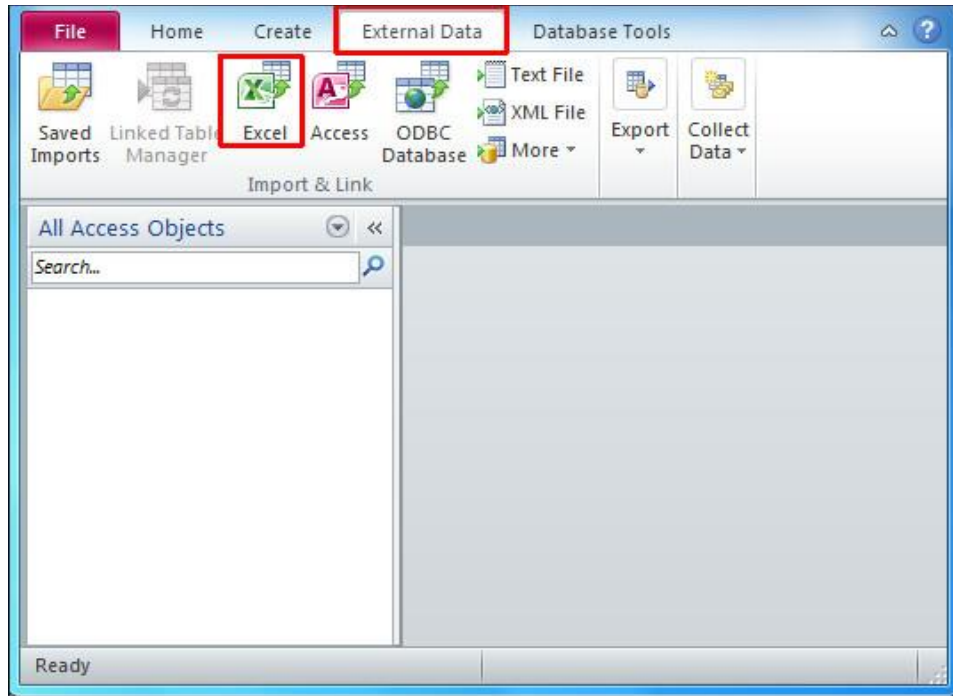 File Home Create External Data Database Tools
Saved Imports
Linked Table Manager
Excel
Access
ODBC Database
Text File
XML File
More
Export
Collect Data
Import & Link
All Access Objects
Search...
Ready